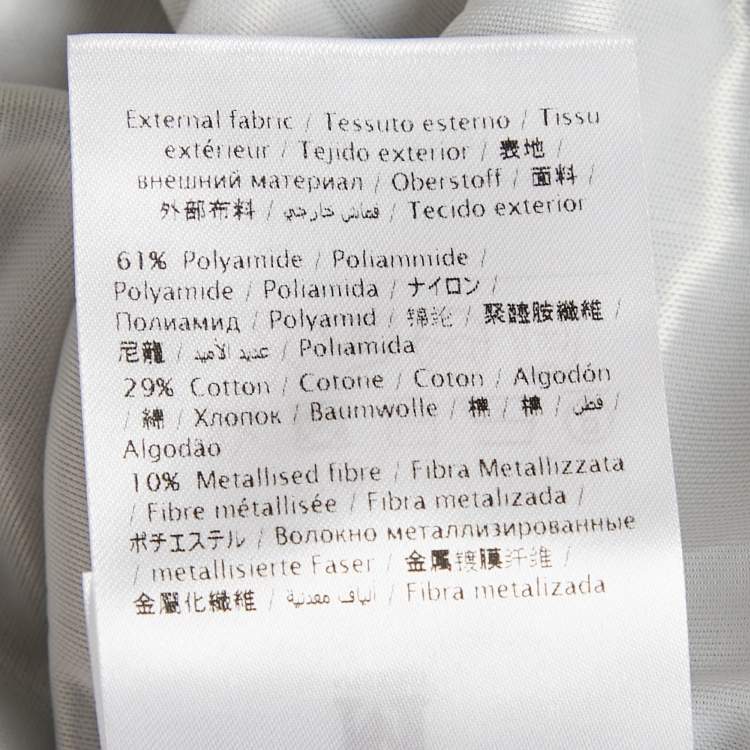 External fabric / Tessuto esterno / Tissu
extérieur / Tejido exterior / 表地 /
внешний материал / Oberstoff / 面料 /
外部布料 / قماش خارجي / Tecido exterior
61% Polyamide / Poliammide /
Polyamide / Poliamida / ナイロン /
Полиамид / Polyamid / 锦纶 / 聚醯胺纖維 /
尼龍 / عديد الأميد / Poliamida
29% Cotton / Cotone / Coton / Algodón
/ 綿 / Хлопок / Baumwolle / 棉 / 棉 / قطن /
Algodão
10% Metallised fibre / Fibra Metallizzata
/ Fibre métallisée / Fibra metalizada /
ポチエステル / Волокно металлизированные
/ metallisierte Faser / 金属镀膜纤维 /
金屬化纖維 / ألياف معدنية / Fibra metalizada